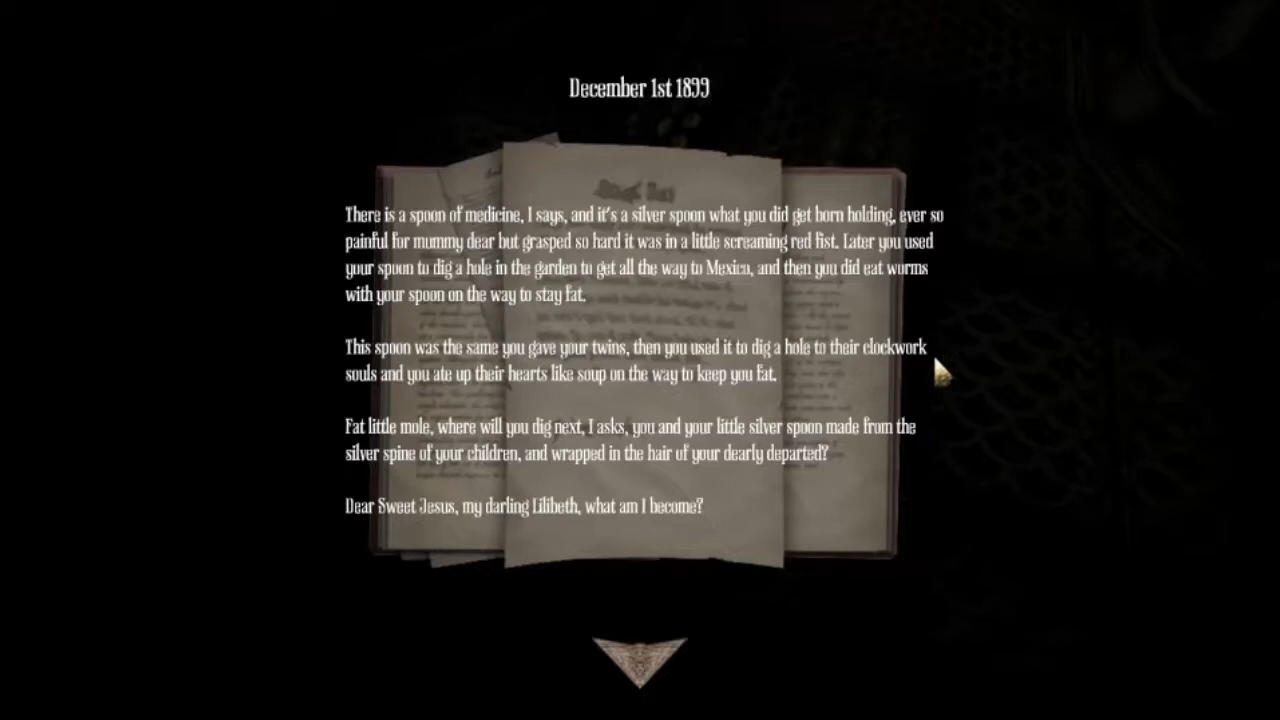 December 1st 1899
There is a spoon of medicine, I says, and it's a silver spoon what you did get born holding, ever so
painful for mummy dear but grasped so hard it was in a little screaming red fist. Later you used
your spoon to dig a hole in the garden to get all the way to Mexico, and then you did eat worms
with your spoon on the way to stay fat.
This spoon was the same you gave your twins, then you used it to dig a hole to their clockwork
souls and you ate up their hearts like soup on the way to keep you fat.
Fat little mole, where will you dig next, I asks, you and your little silver spoon made from the
silver spine of your children, and wrapped in the hair of your dearly departed?
Dear Sweet Jesus, my darling Lilibeth, what am I become?